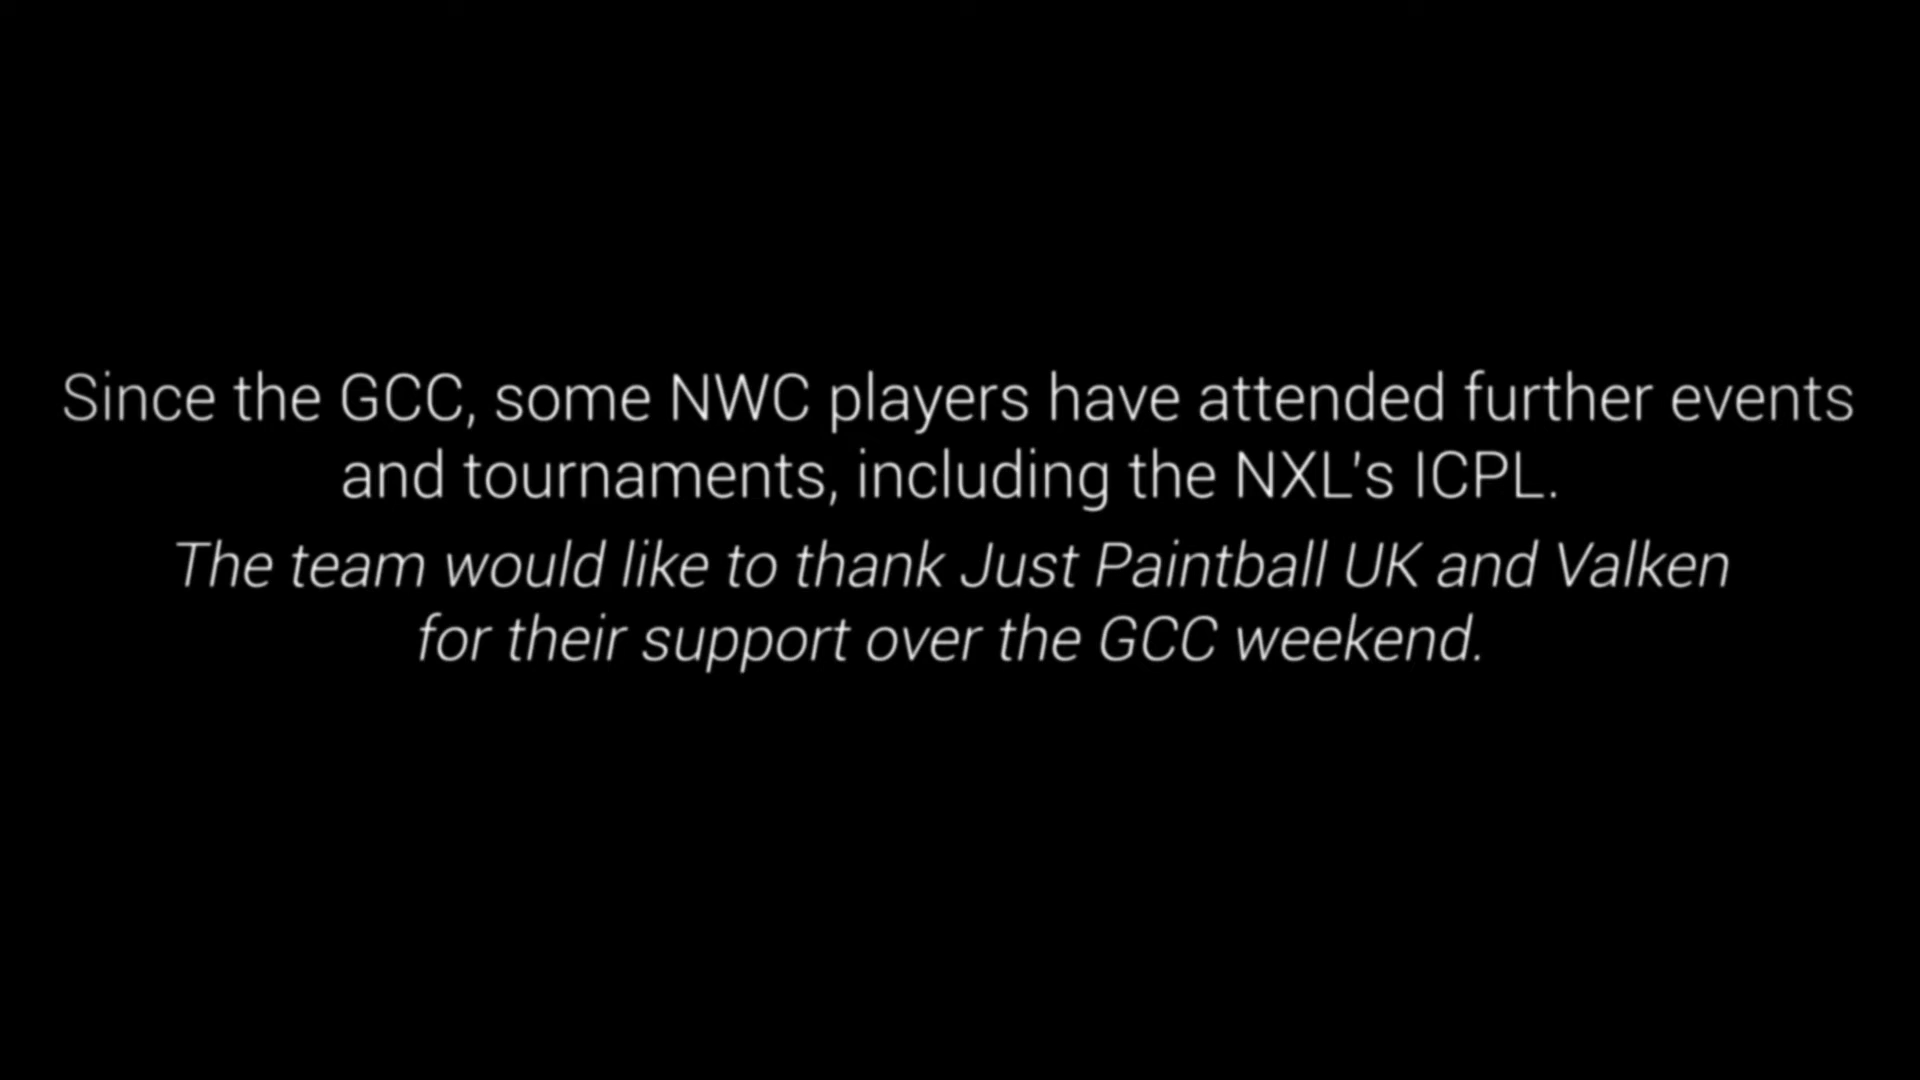 Since the GCC, some NWC players have attended further events
and tournaments, including the NXL's ICPL.
The team would like to thank Just Paintball UK and Valken
for their support over the GCC weekend.